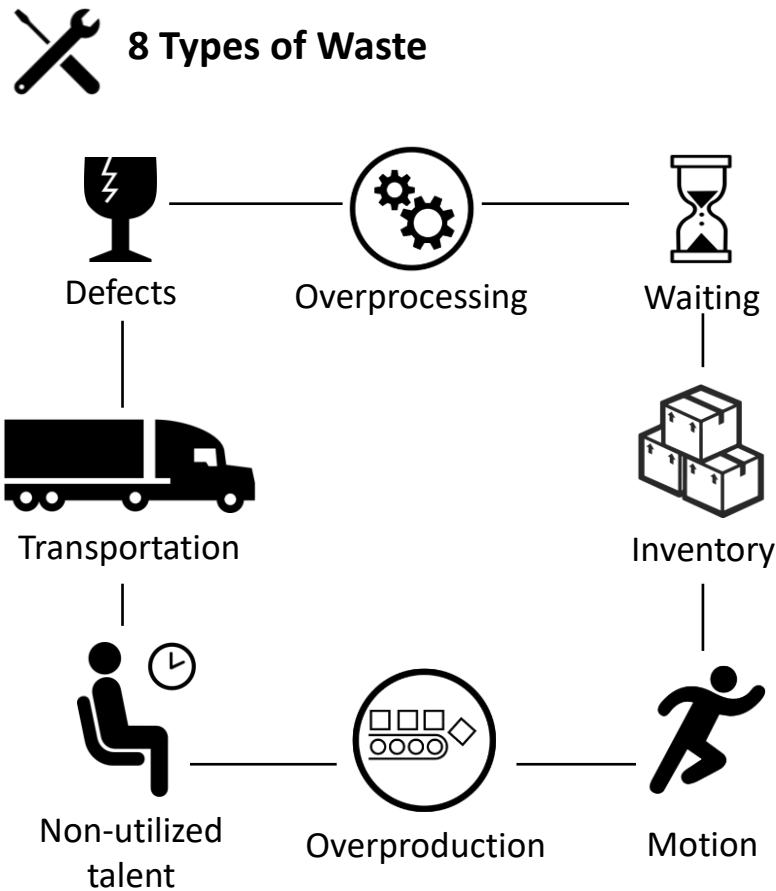 8 Types of Waste
Defects
Overprocessing
Waiting
Transportation
Inventory
Non-utilized
talent
Overproduction
Motion